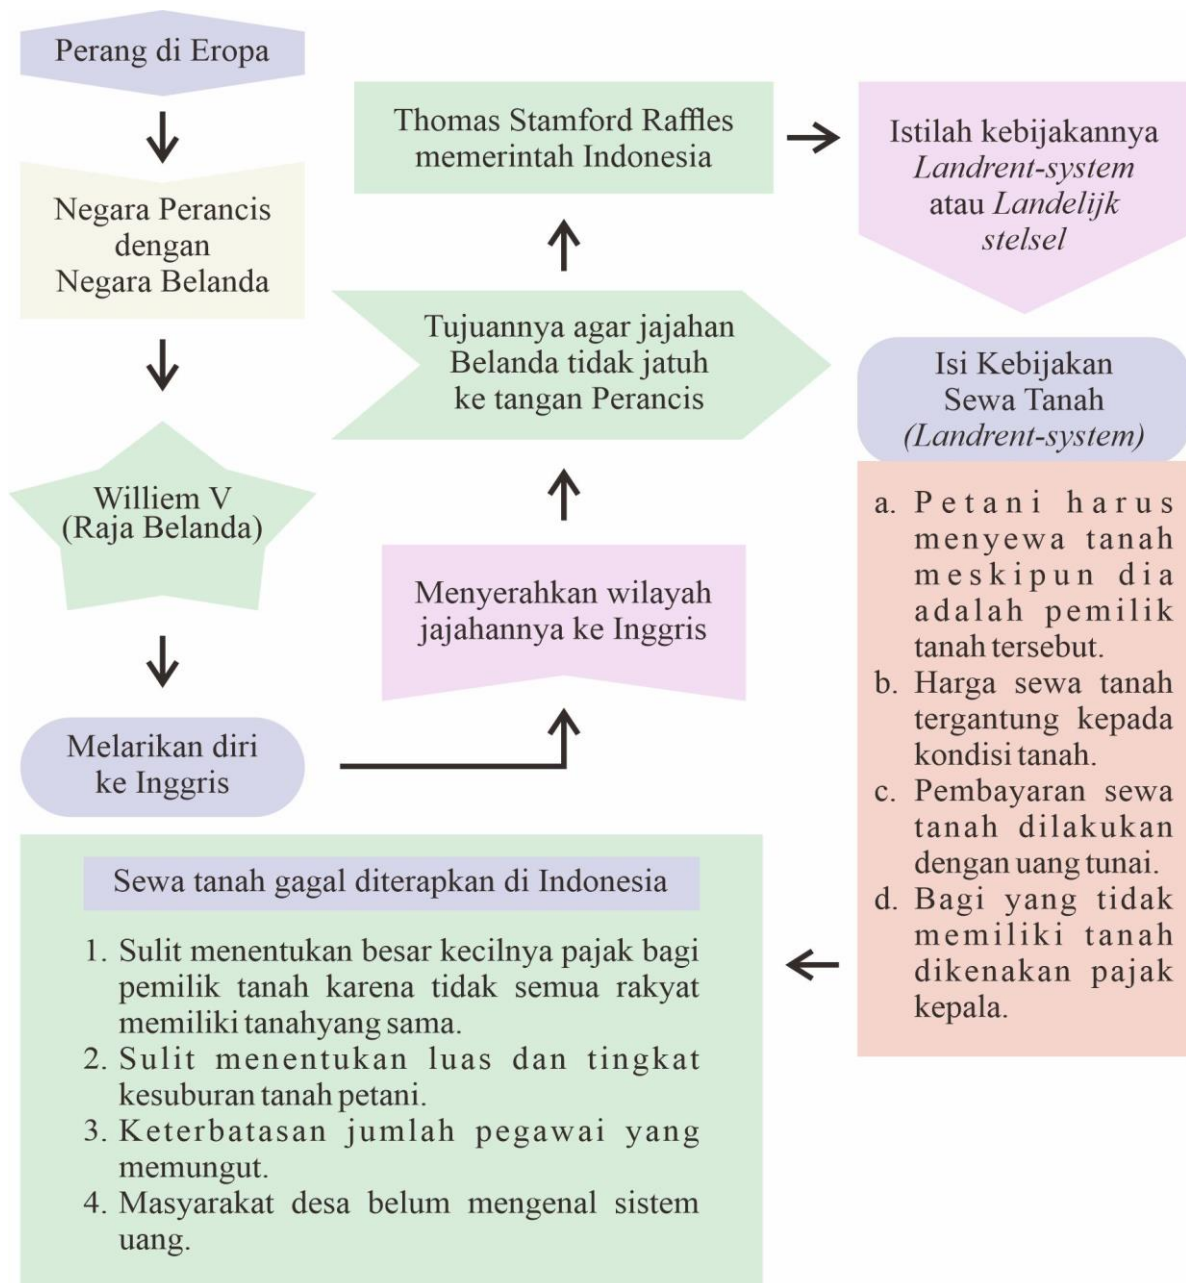 Perang di Eropa
Negara Perancis
dengan
Negara Belanda
Williem V
(Raja Belanda)
Melarikan diri
ke Inggris
Menyerahkan wilayah
jajahannya ke Inggris
Tujuannya agar jajahan
Belanda tidak jatuh
ke tangan Perancis
Thomas Stamford Raffles
memerintah Indonesia
Istilah kebijakannya
Landrent-system
atau Landelijk
stelsel
Isi Kebijakan
Sewa Tanah
(Landrent-system)
a. Petani harus
menyewa tanah
meskipun dia
adalah pemilik
tanah tersebut.
b. Harga sewa tanah
tergantung kepada
kondisi tanah.
c. Pembayaran sewa
tanah dilakukan
dengan uang tunai.
d. Bagi yang tidak
memiliki tanah
dikenakan pajak
kepala.
Sewa tanah gagal diterapkan di Indonesia
1. Sulit menentukan besar kecilnya pajak bagi
pemilik tanah karena tidak semua rakyat
memiliki tanahyang sama.
2. Sulit menentukan luas dan tingkat
kesuburan tanah petani.
3. Keterbatasan jumlah pegawai yang
memungut.
4. Masyarakat desa belum mengenal sistem
uang.